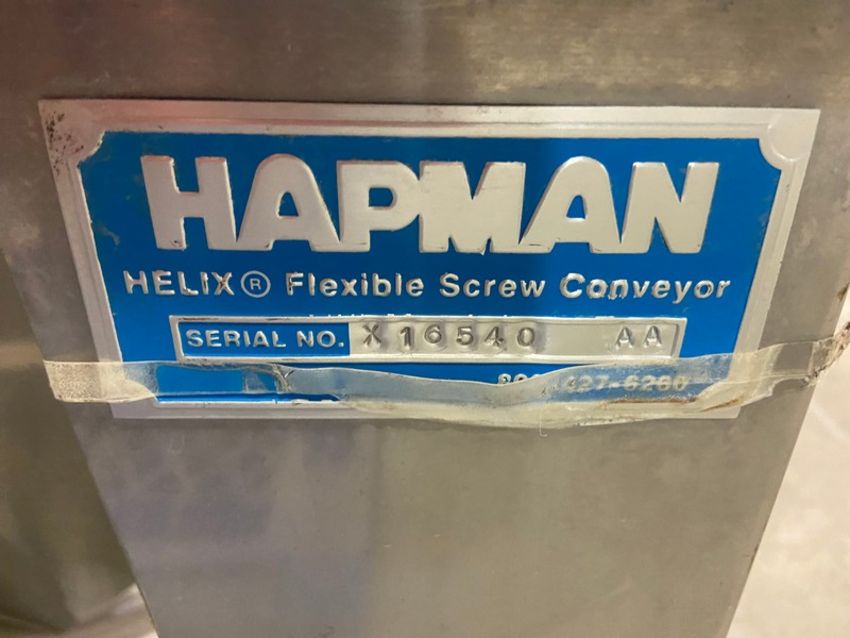 HAPMAN
HELIX® Flexible Screw Conveyor
SERIAL NO. X16540 AA